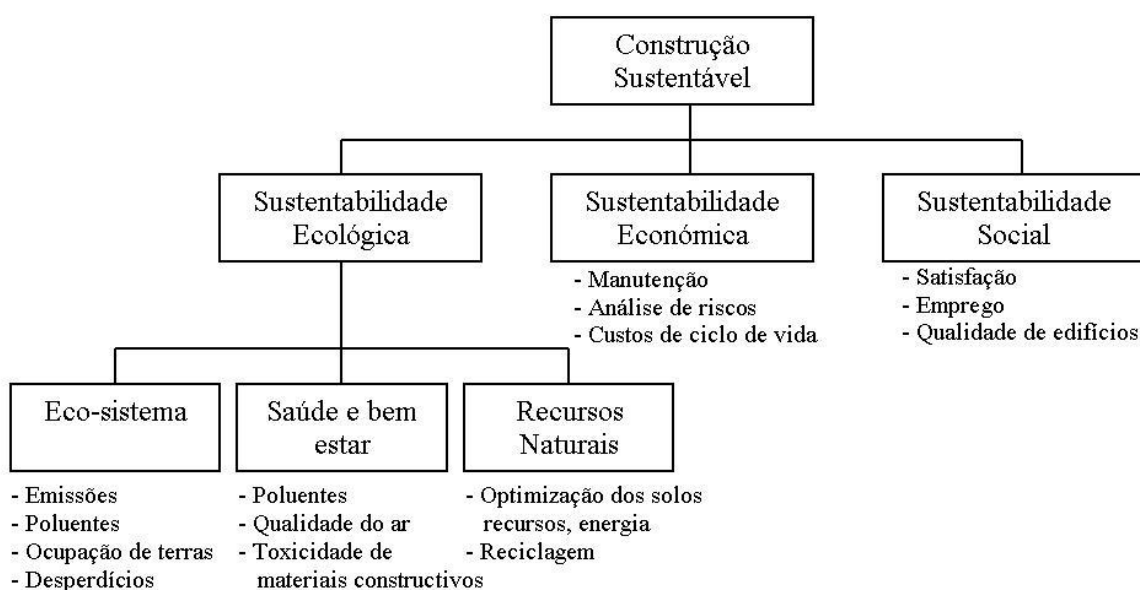 Construção
Sustentável
Sustentabilidade
Ecológica
Sustentabilidade
Económica
- Manutenção
- Análise de riscos
- Custos de ciclo de vida
Sustentabilidade
Social
- Satisfação
- Emprego
- Qualidade de edifícios
Eco-sistema
- Emissões
- Poluentes
- Ocupação de terras
- Desperdícios
Saúde e bem
estar
- Poluentes
- Qualidade do ar
- Toxicidade de
materiais constructivos
Recursos
Naturais
- Optimização dos solos
recursos, energia
- Reciclagem